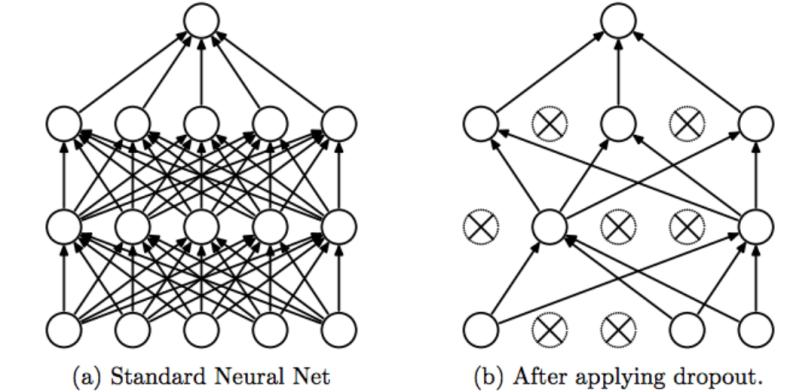 (a) Standard Neural Net
(b) After applying dropout.